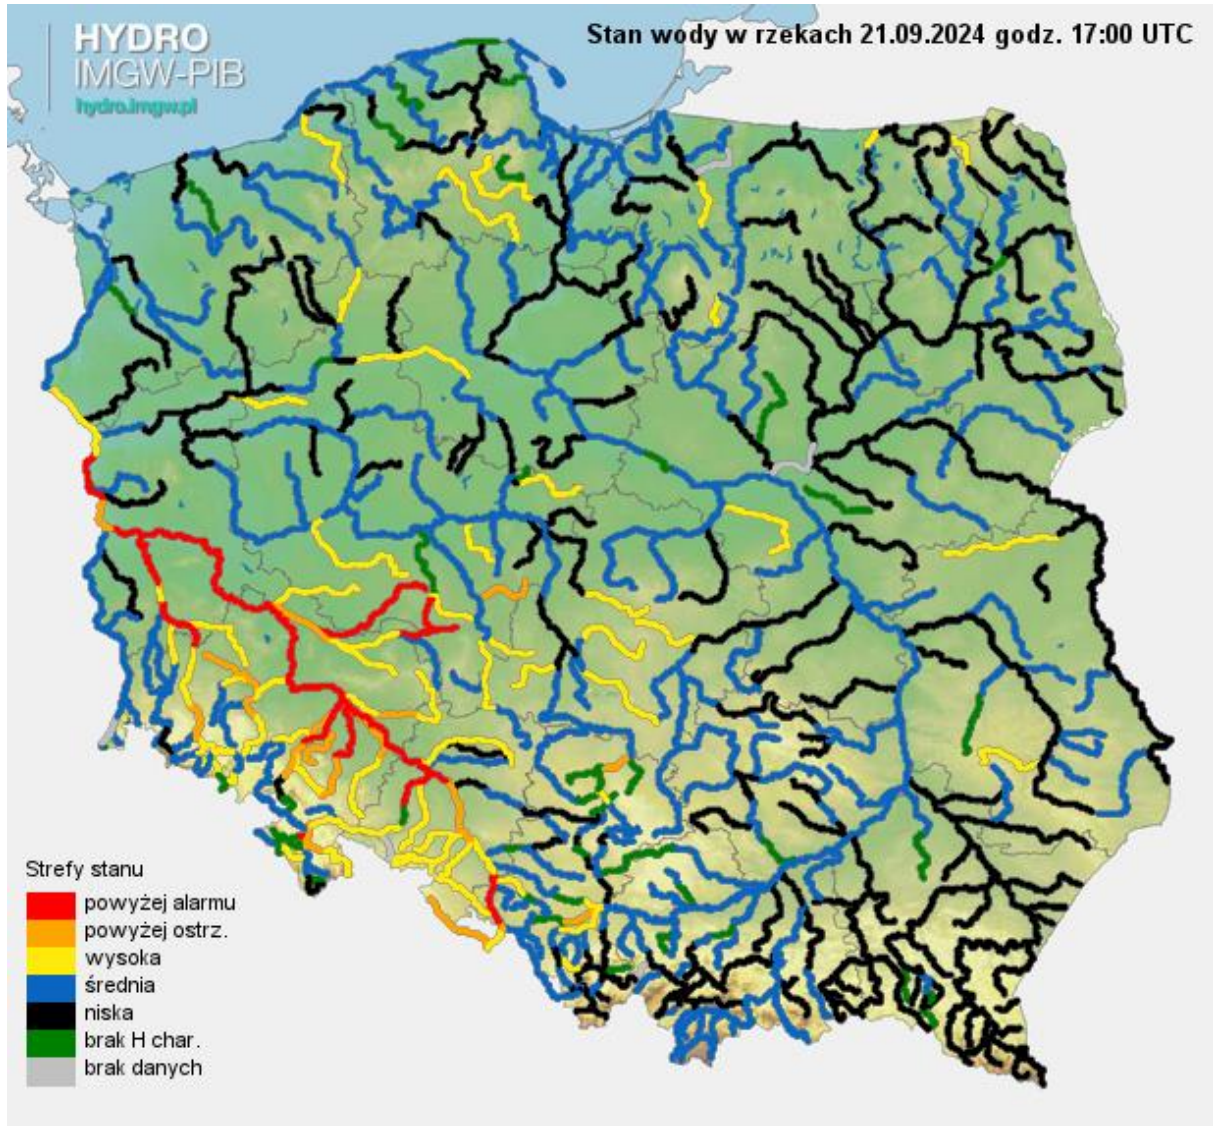 Stan wody w rzekach 21.09.2024 godz. 17:00 UTC
HYDRO
IMGW-PIB
hydro.imgw.pl
Strefy stanu
powyżej alarmu
powyżej ostrz.
wysoka
średnia
niska
brak H char.
brak danych